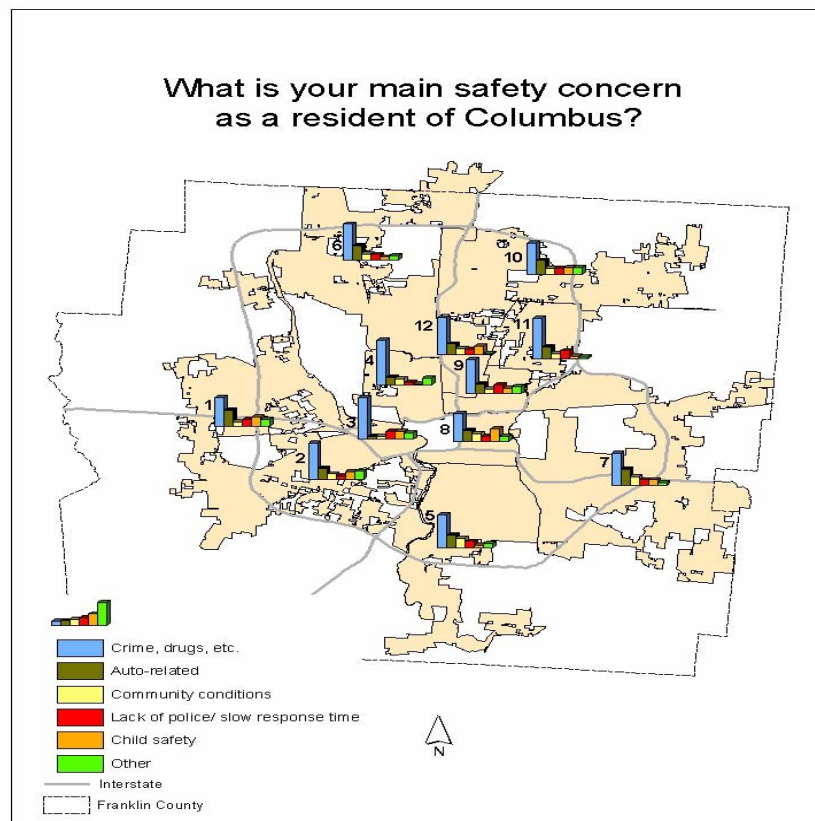 What is your main safety concern
as a resident of Columbus?
6
10
12
11
4
9
1
3
8
2
7
5
Crime, drugs, etc.
Auto-related
Community conditions
Lack of police/ slow response time
Child safety
Other
Interstate
Franklin County
N